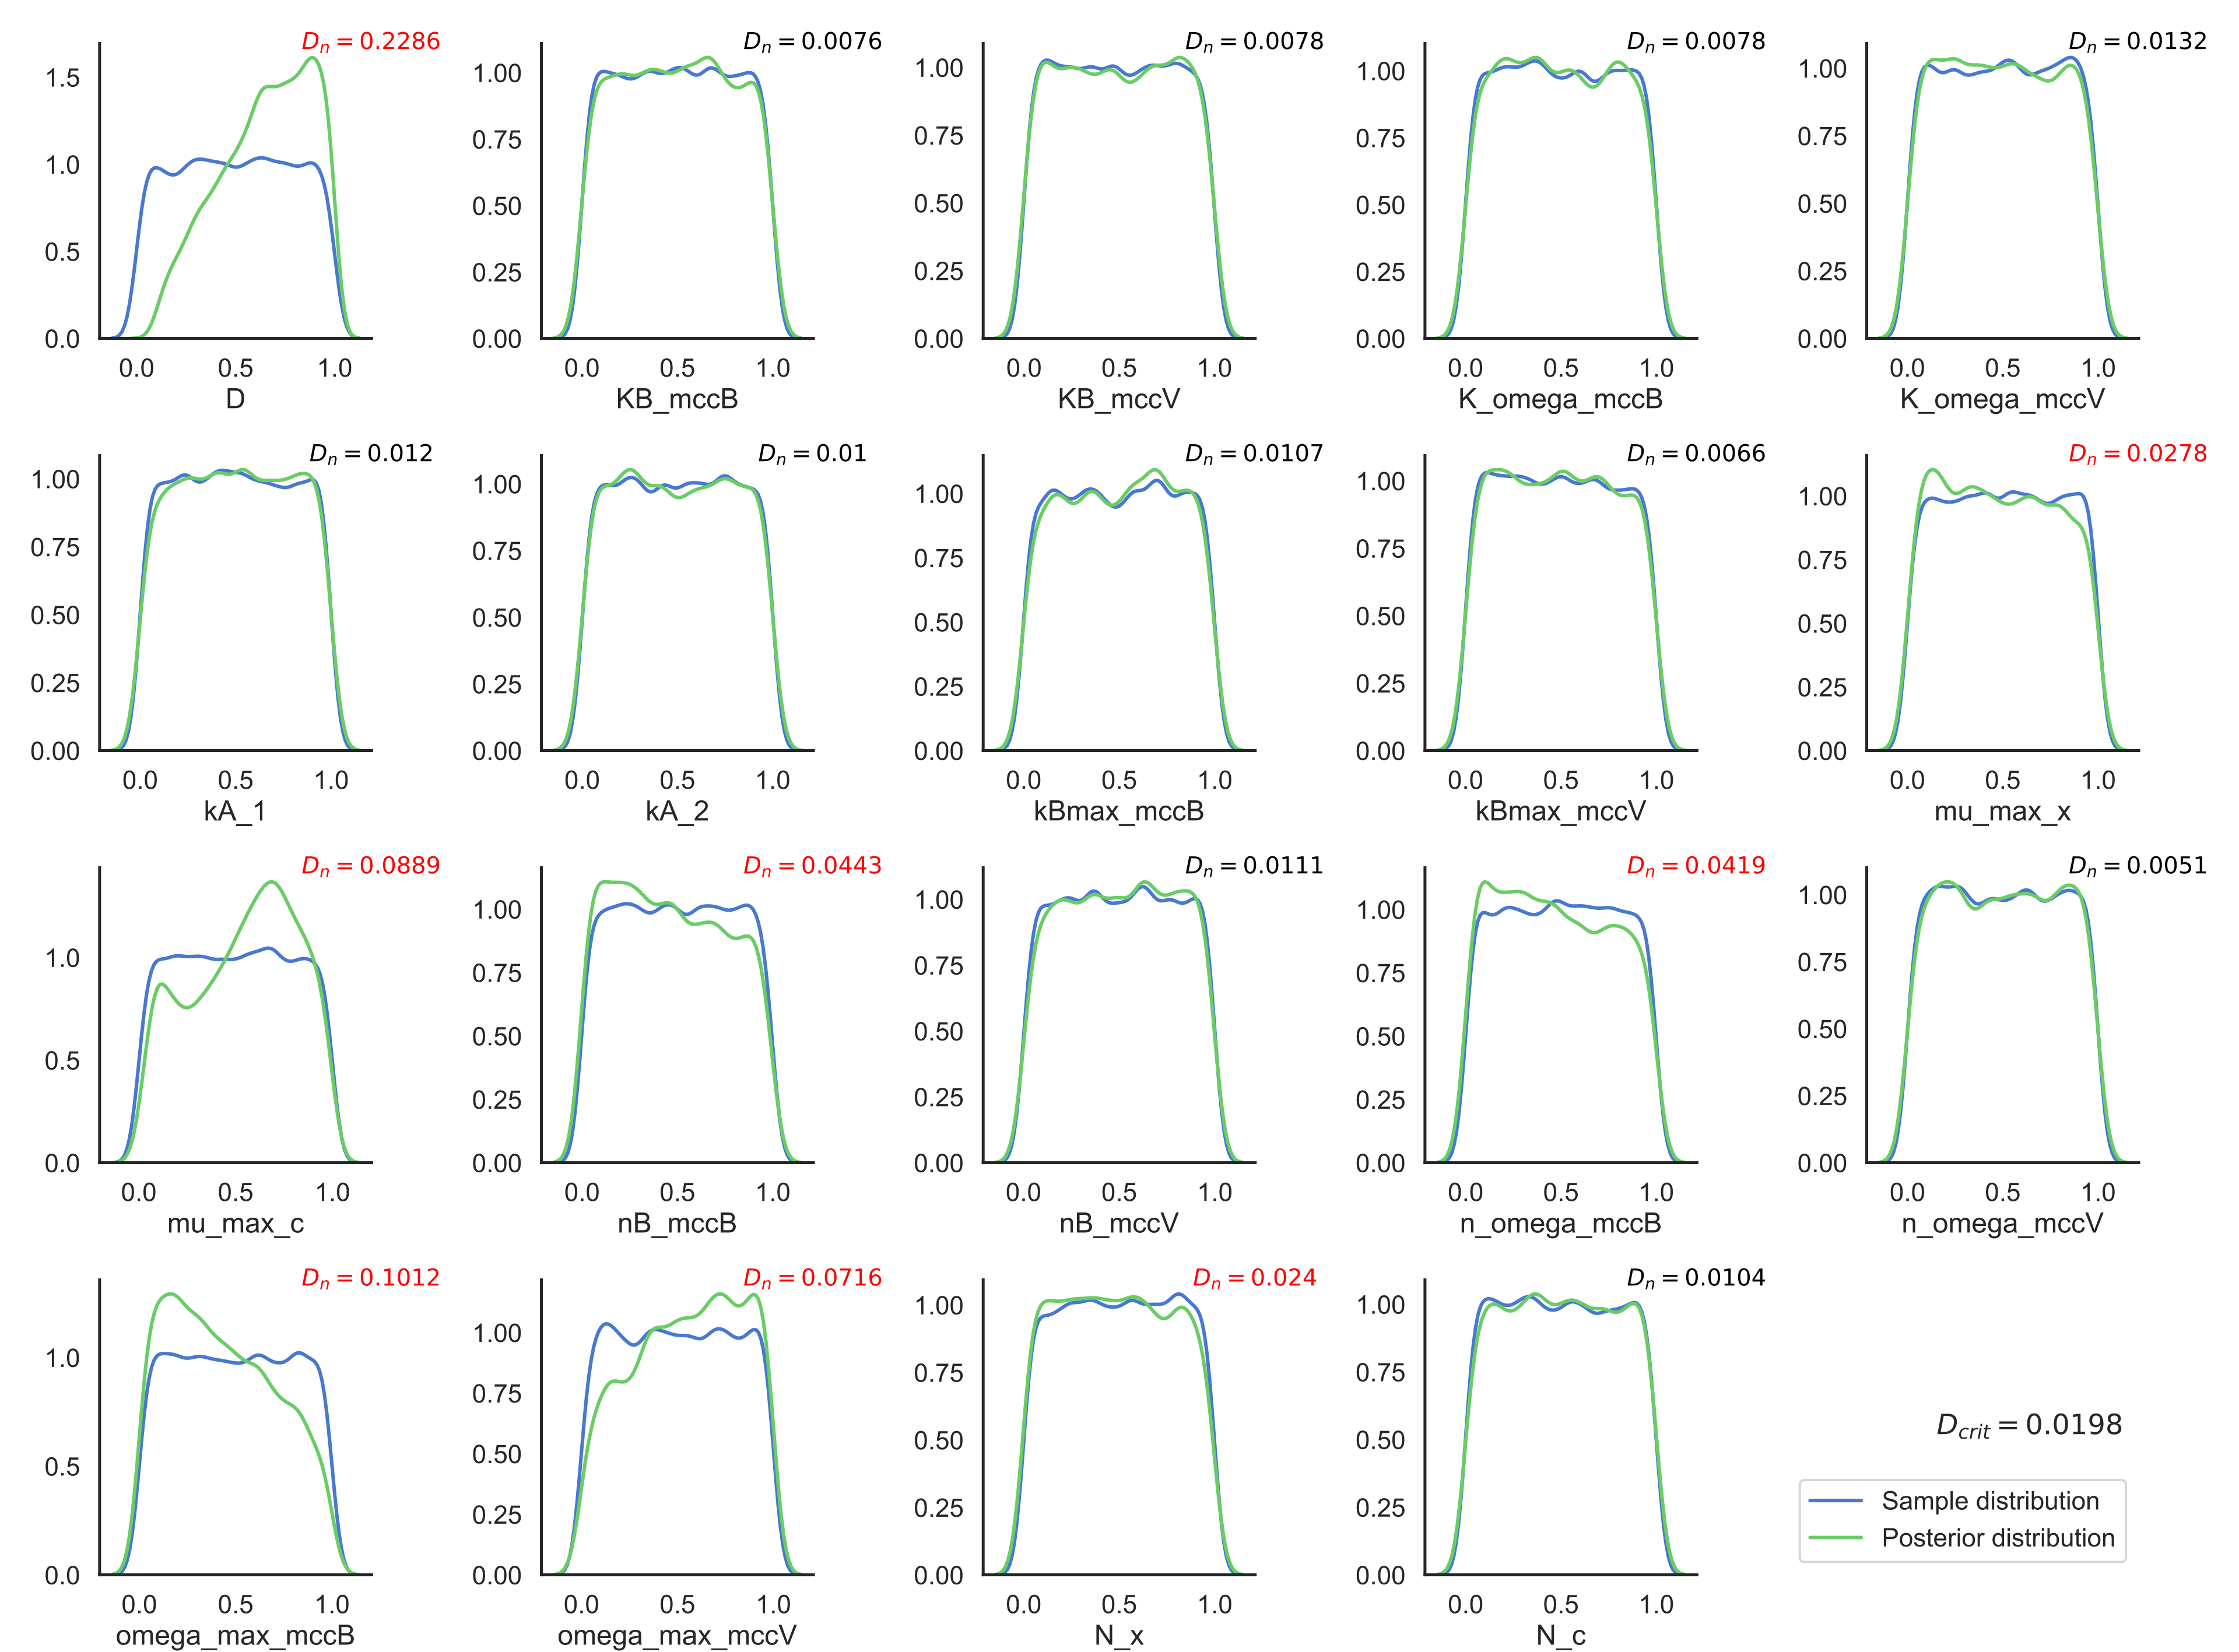 D_n = 0.2286
1.5
1.0
0.5
0.0
0.0 0.5 1.0
D
D_n = 0.0076
1.00
0.75
0.50
0.25
0.00
0.0 0.5 1.0
KB_mccB
D_n = 0.0078
1.00
0.75
0.50
0.25
0.00
0.0 0.5 1.0
KB_mccV
D_n = 0.0078
1.00
0.75
0.50
0.25
0.00
0.0 0.5 1.0
K_omega_mccB
D_n = 0.0132
1.00
0.75
0.50
0.25
0.00
0.0 0.5 1.0
K_omega_mccV
D_n = 0.012
1.00
0.75
0.50
0.25
0.00
0.0 0.5 1.0
kA_1
D_n = 0.01
1.00
0.75
0.50
0.25
0.00
0.0 0.5 1.0
kA_2
D_n = 0.0107
1.00
0.75
0.50
0.25
0.00
0.0 0.5 1.0
kBmax_mccB
D_n = 0.0066
1.00
0.75
0.50
0.25
0.00
0.0 0.5 1.0
kBmax_mccV
D_n = 0.0278
1.00
0.75
0.50
0.25
0.00
0.0 0.5 1.0
mu_max_x
D_n = 0.0889
1.0
0.5
0.0
0.0 0.5 1.0
mu_max_c
D_n = 0.0443
1.00
0.75
0.50
0.25
0.00
0.0 0.5 1.0
nB_mccB
D_n = 0.0111
1.00
0.75
0.50
0.25
0.00
0.0 0.5 1.0
nB_mccV
D_n = 0.0419
1.00
0.75
0.50
0.25
0.00
0.0 0.5 1.0
n_omega_mccB
D_n = 0.0051
1.00
0.75
0.50
0.25
0.00
0.0 0.5 1.0
n_omega_mccV
D_n = 0.1012
1.0
0.5
0.0
0.0 0.5 1.0
omega_max_mccB
D_n = 0.0716
1.00
0.75
0.50
0.25
0.00
0.0 0.5 1.0
omega_max_mccV
D_n = 0.024
1.00
0.75
0.50
0.25
0.00
0.0 0.5 1.0
N_x
D_n = 0.0104
1.00
0.75
0.50
0.25
0.00
0.0 0.5 1.0
N_c
D_crit = 0.0198
Sample distribution
Posterior distribution